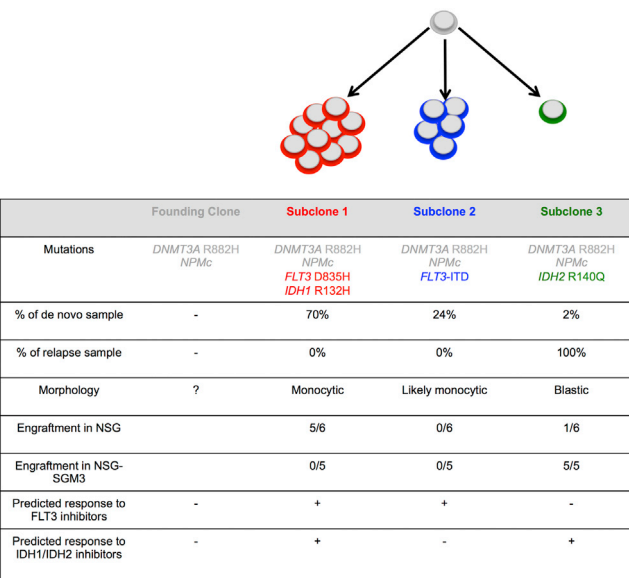 Founding Clone Subclone 1 Subclone 2 Subclone 3
Mutations DNMT3A R882H DNMT3A R882H DNMT3A R882H DNMT3A R882H
NPMc NPMc NPMc NPMc
FLT3 D835H FLT3-ITD IDH2 R140Q
IDH1 R132H
% of de novo sample - 70% 24% 2%
% of relapse sample - 0% 0% 100%
Morphology ? Monocytic Likely monocytic Blastic
Engraftment in NSG 5/6 0/6 1/6
Engraftment in NSG- 0/5 0/5 5/5
SGM3
Predicted response to - + + -
FLT3 inhibitors
Predicted response to - + - +
IDH1/IDH2 inhibitors